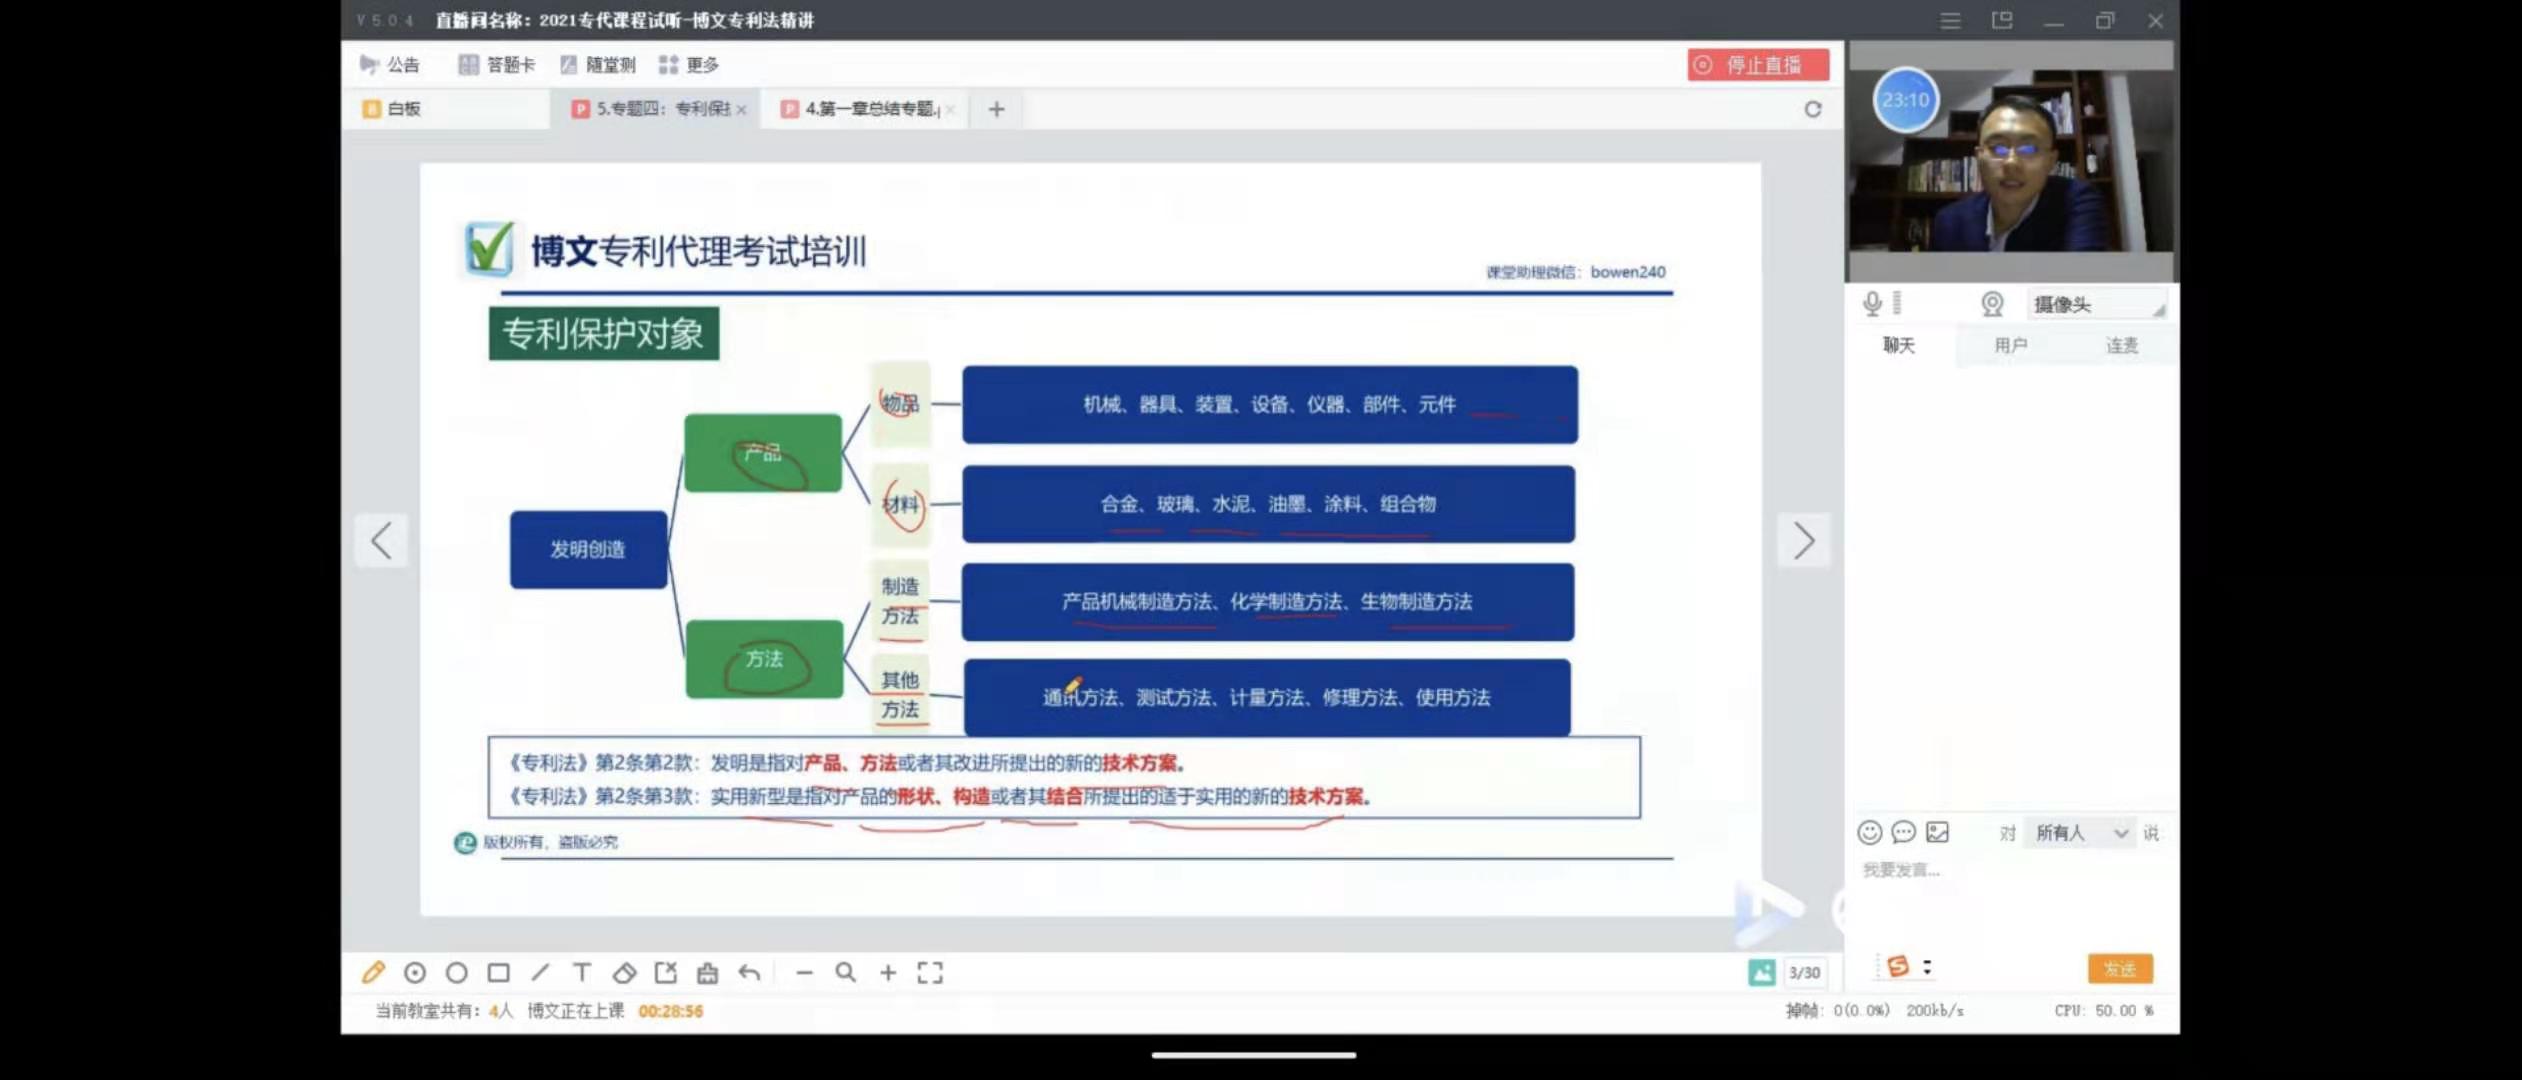 V 5.0.4 直播间名称：2021专代课程试听-博文专利法精讲
公告 答题卡 随堂测 更多
停止直播
白板
5.专题四：专利保
4.第一章总结专题.
23:10
博文专利代理考试培训
课堂助理微信：bowen240
专利保护对象
发明创造
产品
物品
机械、器具、装置、设备、仪器、部件、元件
材料
合金、玻璃、水泥、油墨、涂料、组合物
方法
制造
方法
产品机械制造方法、化学制造方法、生物制造方法
其他
方法
通讯方法、测试方法、计量方法、修理方法、使用方法
《专利法》第2条第2款：发明是指对产品、方法或者其改进所提出的新的技术方案。
《专利法》第2条第3款：实用新型是指对产品的形状、构造或者其结合所提出的适于实用的新的技术方案。
版权所有，盗版必究
摄像头
聊天 用户 连麦
对 所有人 说
我要发言...
发送
3/30
当前教室共有：4人 博文正在上课 00:28:56
掉帧：0(0.0%) 200kb/s CPU: 50.00 %